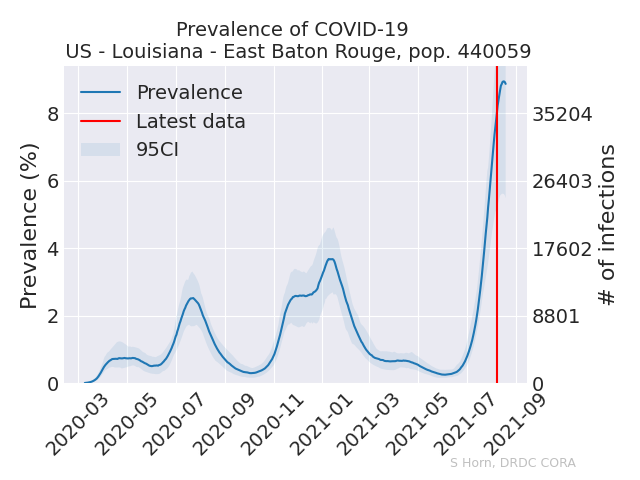 Prevalence of COVID-19
US - Louisiana - East Baton Rouge, pop. 440059
Prevalence
Latest data
95CI
Prevalence (%)
0
2
4
6
8
# of infections
0
8801
17602
26403
35204
2020-03
2020-05
2020-07
2020-09
2020-11
2021-01
2021-03
2021-05
2021-07
2021-09
S Horn, DRDC CORA